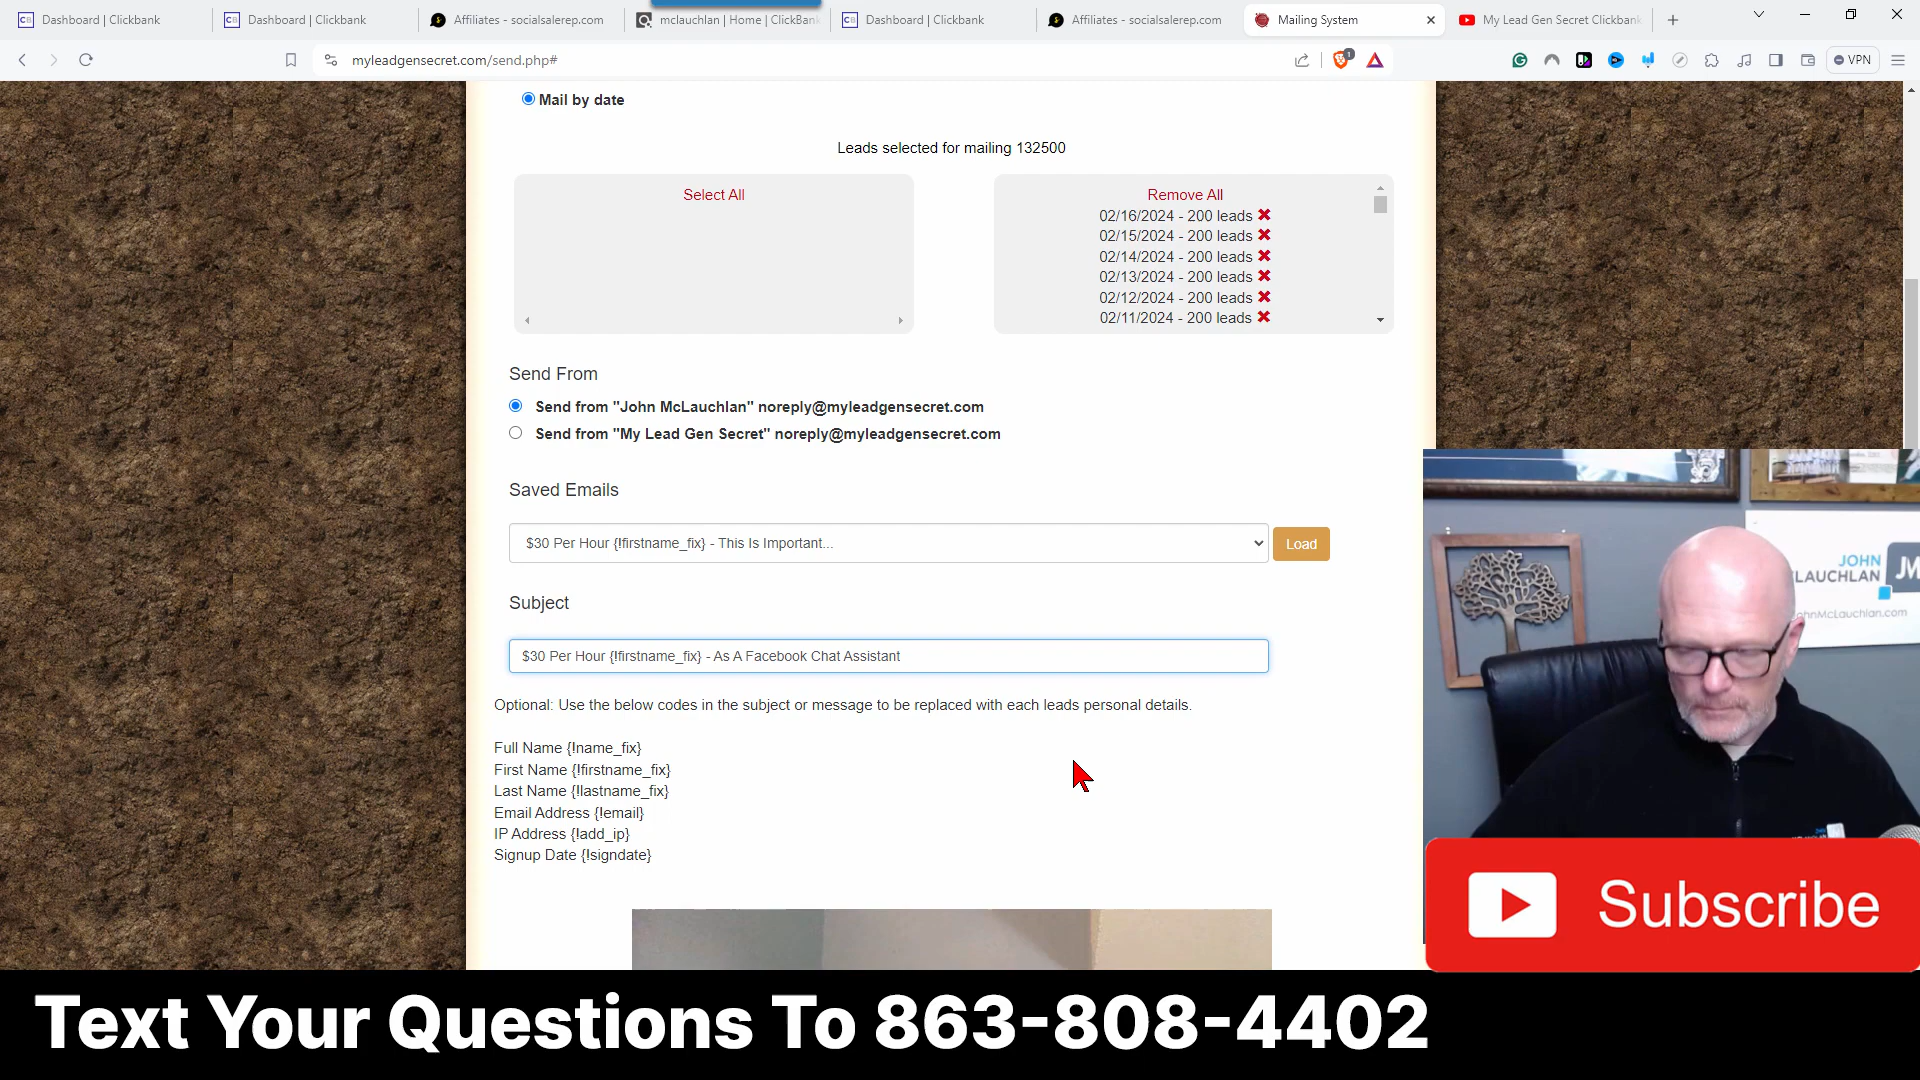 Dashboard | Clickbank
Dashboard | Clickbank
Affiliates - socialsalerep.com
mclauchlan | Home | ClickBank
Dashboard | Clickbank
Affiliates - socialsalerep.com
Mailing System
My Lead Gen Secret Clickbank
myleadgensecret.com/send.php#
1
VPN
Mail by date
Leads selected for mailing 132500
Select All
Remove All
02/16/2024 - 200 leads
02/15/2024 - 200 leads
02/14/2024 - 200 leads
02/13/2024 - 200 leads
02/12/2024 - 200 leads
02/11/2024 - 200 leads
Send From
Send from "John McLauchlan" noreply@myleadgensecret.com
Send from "My Lead Gen Secret" noreply@myleadgensecret.com
Saved Emails
$30 Per Hour {!firstname_fix} - This Is Important...
Load
Subject
$30 Per Hour {!firstname_fix} - As A Facebook Chat Assistant
Optional: Use the below codes in the subject or message to be replaced with each leads personal details.
Full Name {!name_fix}
First Name {!firstname_fix}
Last Name {!lastname_fix}
Email Address {!email}
IP Address {!add_ip}
Signup Date {!signdate}
JOHN
LAUCHLAN
JM
ohnMcLauchlan.com
Subscribe
Text Your Questions To 863-808-4402